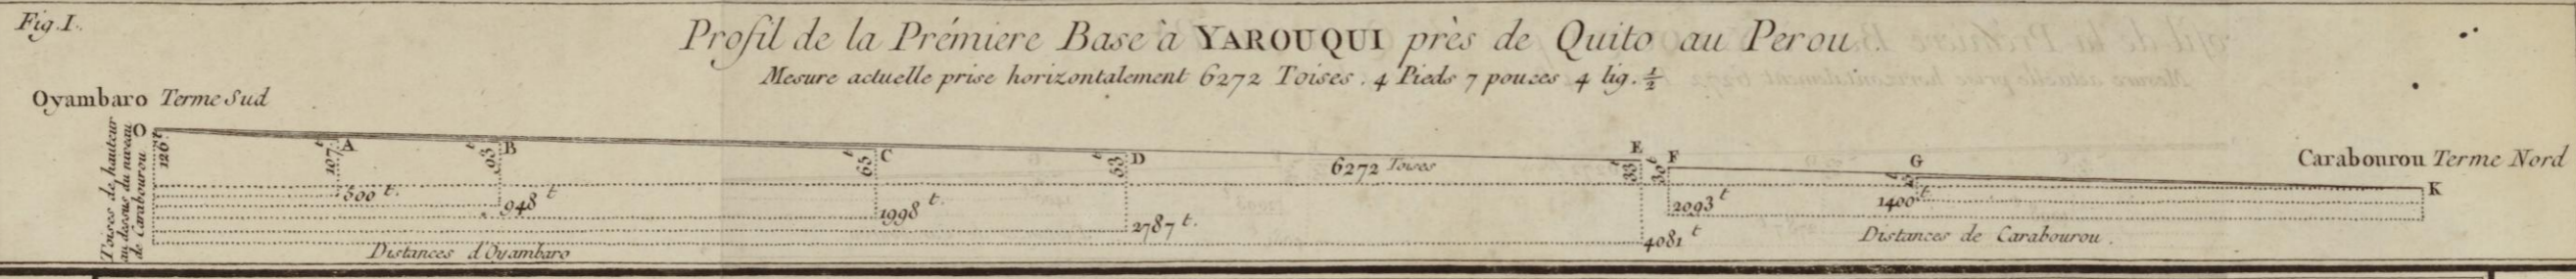 Fig. I.
Profil de la Prémiere Base à YAROUQUI près de Quito au Perou
Mesure actuelle prise horizontalement 6272 Toises. 4 Pieds 7 pouces 4 lig. 1/2
Oyambaro Terme Sud
Carabourou Terme Nord
Toises de hauteur
au dessus du niveau
de Carabourou
O
126 t
107 t
A
93 t
B
65 t
C
53 t
D
6272 Toises
33 t
E
30 t
F
G
K
500 t.
948 t
1998 t.
2787 t.
4081 t
2093 t
1400 t
Distances d'Oyambaro
Distances de Carabourou.